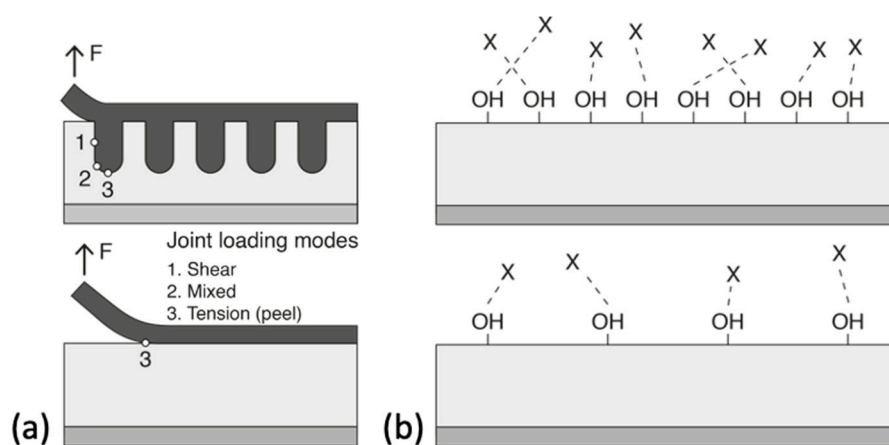 F
1
2
3
Joint loading modes
1. Shear
2. Mixed
3. Tension (peel)
F
3
(a)
X X X X X X X X
OH OH OH OH OH OH OH OH
X X X X
OH OH OH OH
(b)